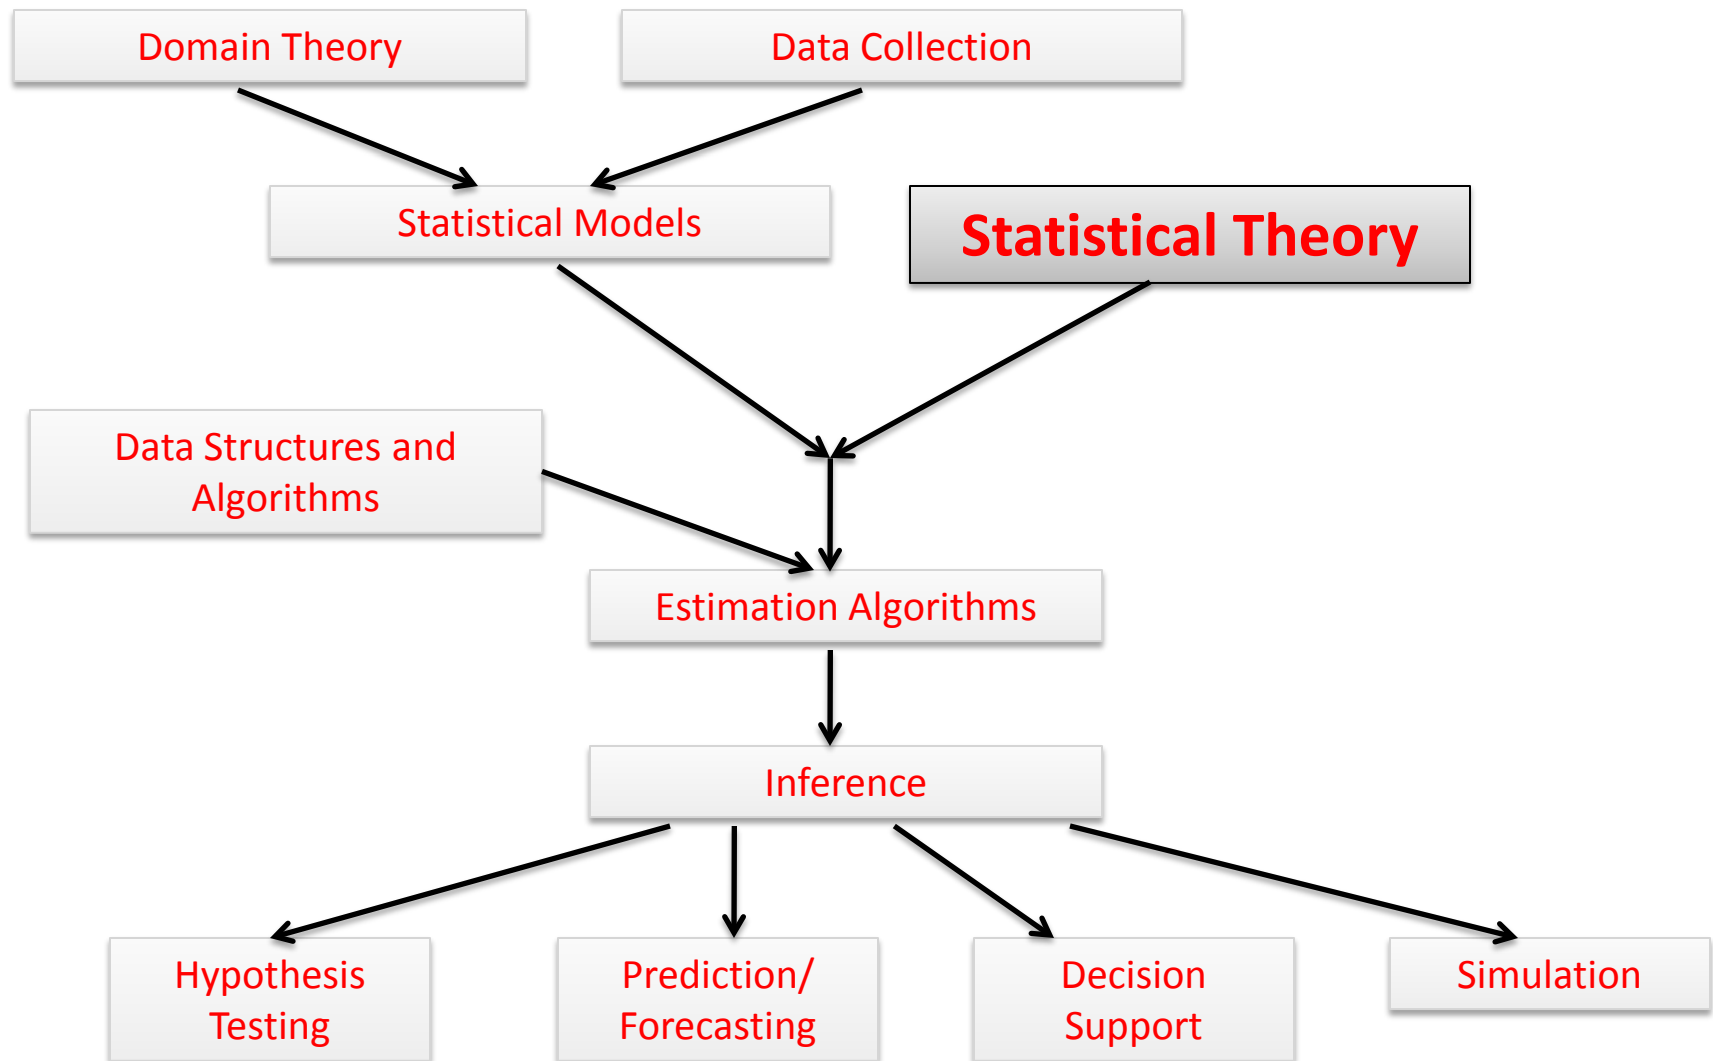 Domain Theory
Data Collection
Statistical Models
Statistical Theory
Data Structures and
Algorithms
Estimation Algorithms
Inference
Hypothesis
Testing
Prediction/
Forecasting
Decision
Support
Simulation